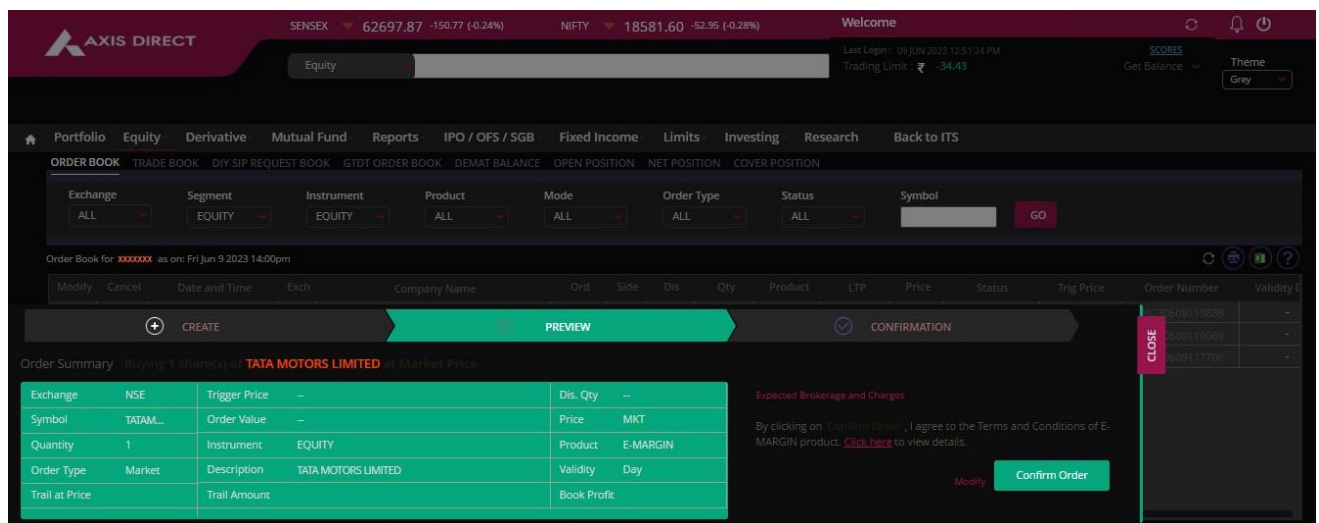 AXIS DIRECT
SENSEX 62697.87 -150.77 (-0.24%) NIFTY 18581.60 -52.95 (-0.28%) Welcome
Last Login : 09 JUN 2023 12:51:24 PM SCORES
Equity Trading Limit : ₹ -34.43 Get Balance Theme
Grey
Portfolio Equity Derivative Mutual Fund Reports IPO / OFS / SGB Fixed Income Limits Investing Research Back to ITS
ORDER BOOK TRADE BOOK DIY SIP REQUEST BOOK GTDT ORDER BOOK DEMAT BALANCE OPEN POSITION NET POSITION COVER POSITION
Exchange Segment Instrument Product Mode Order Type Status Symbol
ALL EQUITY EQUITY ALL ALL ALL ALL GO
Order Book for xxxxxxx as on: Fri Jun 9 2023 14:00pm
Modify Cancel Date and Time Exch Company Name Ord Side Dis Qty Product LTP Price Status Trig Price Order Number Validity
CREATE PREVIEW CONFIRMATION CLOSE
Order Summary Buying 1 share(s) of TATA MOTORS LIMITED at Market Price
Exchange NSE Trigger Price -- Dis. Qty --
Symbol TATAM... Order Value -- Price MKT
Quantity 1 Instrument EQUITY Product E-MARGIN
Order Type Market Description TATA MOTORS LIMITED Validity Day
Trail at Price Trail Amount Book Profit
Expected Brokerage and Charges
By clicking on Confirm Order , I agree to the Terms and Conditions of E-
MARGIN product. Click here to view details.
Modify Confirm Order